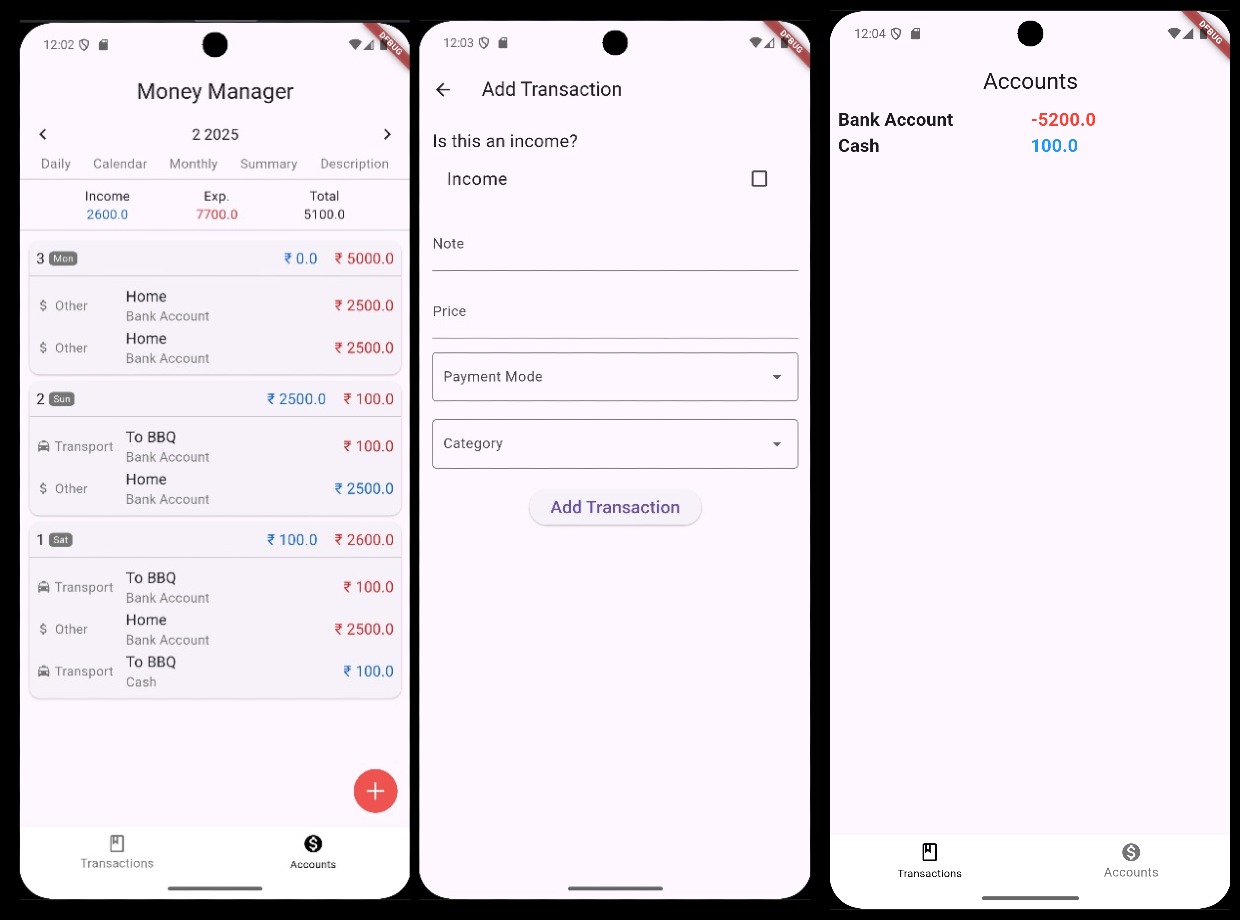 12:02
DEBUG
Money Manager
2 2025
Daily Calendar Monthly Summary Description
Income Exp. Total
2600.0 7700.0 5100.0
3 Mon ₹ 0.0 ₹ 5000.0
$ Other Home ₹ 2500.0
Bank Account
$ Other Home ₹ 2500.0
Bank Account
2 Sun ₹ 2500.0 ₹ 100.0
Transport To BBQ ₹ 100.0
Bank Account
$ Other Home ₹ 2500.0
Bank Account
1 Sat ₹ 100.0 ₹ 2600.0
Transport To BBQ ₹ 100.0
Bank Account
$ Other Home ₹ 2500.0
Bank Account
Transport To BBQ ₹ 100.0
Cash
Transactions Accounts
12:03
DEBUG
Add Transaction
Is this an income?
Income
Note
Price
Payment Mode
Category
Add Transaction
12:04
DEBUG
Accounts
Bank Account -5200.0
Cash 100.0
Transactions Accounts